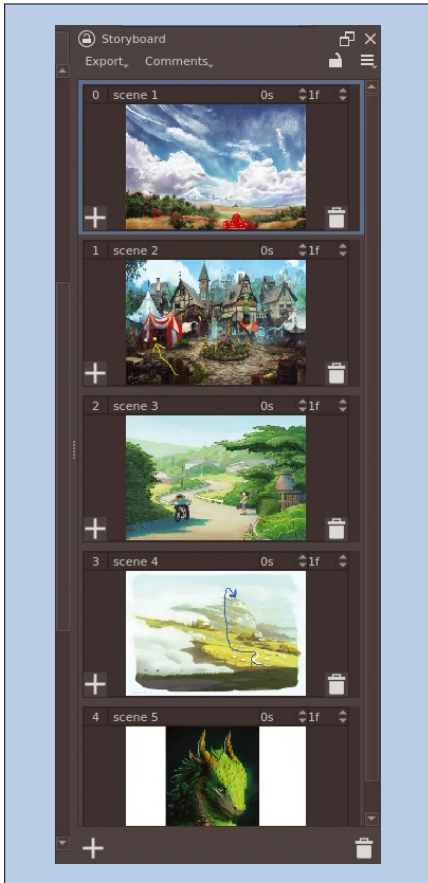 Storyboard
Export Comments
0 scene 1 0s 1f
1 scene 2 0s 1f
2 scene 3 0s 1f
3 scene 4 0s 1f
4 scene 5 0s 1f